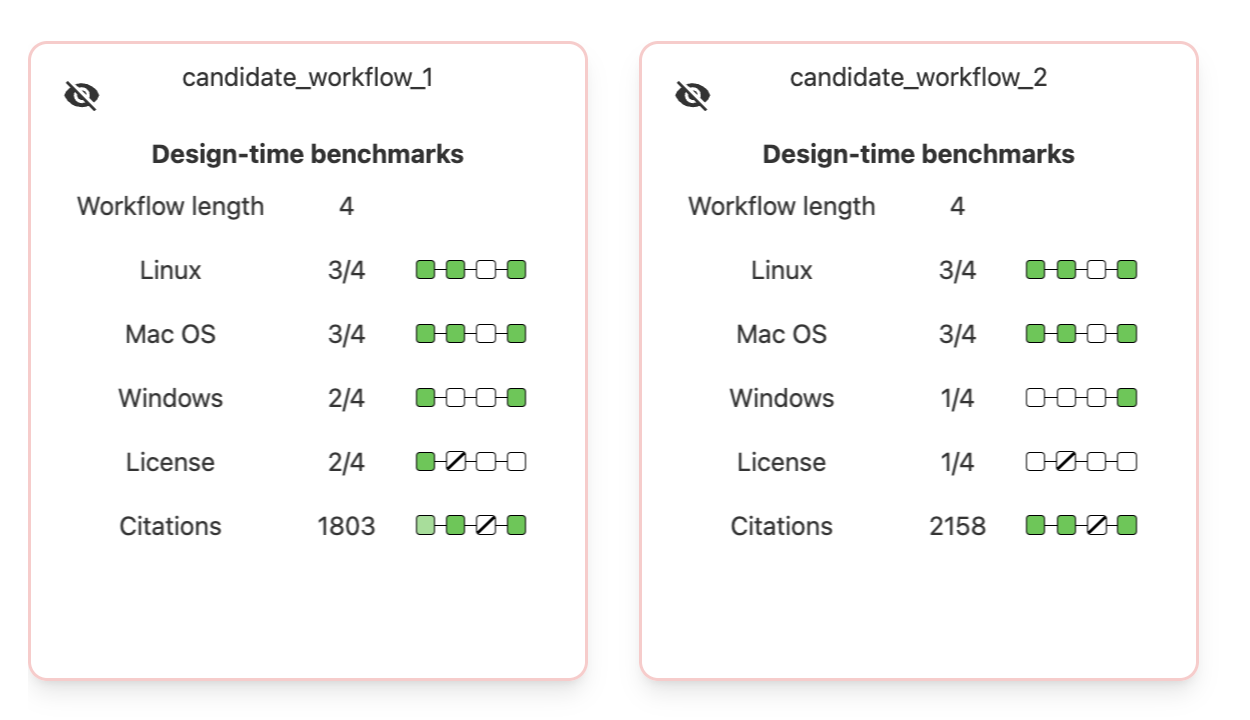 candidate_workflow_1
Design-time benchmarks
Workflow length 4
Linux 3/4
Mac OS 3/4
Windows 2/4
License 2/4
Citations 1803
candidate_workflow_2
Design-time benchmarks
Workflow length 4
Linux 3/4
Mac OS 3/4
Windows 1/4
License 1/4
Citations 2158